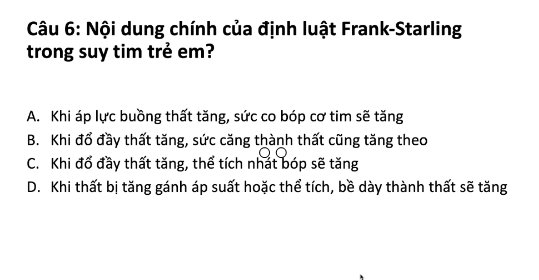 Câu 6: Nội dung chính của định luật Frank-Starling
trong suy tim trẻ em?
A. Khi áp lực buồng thất tăng, sức co bóp cơ tim sẽ tăng
B. Khi đổ đầy thất tăng, sức căng thành thất cũng tăng theo
C. Khi đổ đầy thất tăng, thể tích nhát bóp sẽ tăng
D. Khi thất bị tăng gánh áp suất hoặc thể tích, bề dày thành thất sẽ tăng